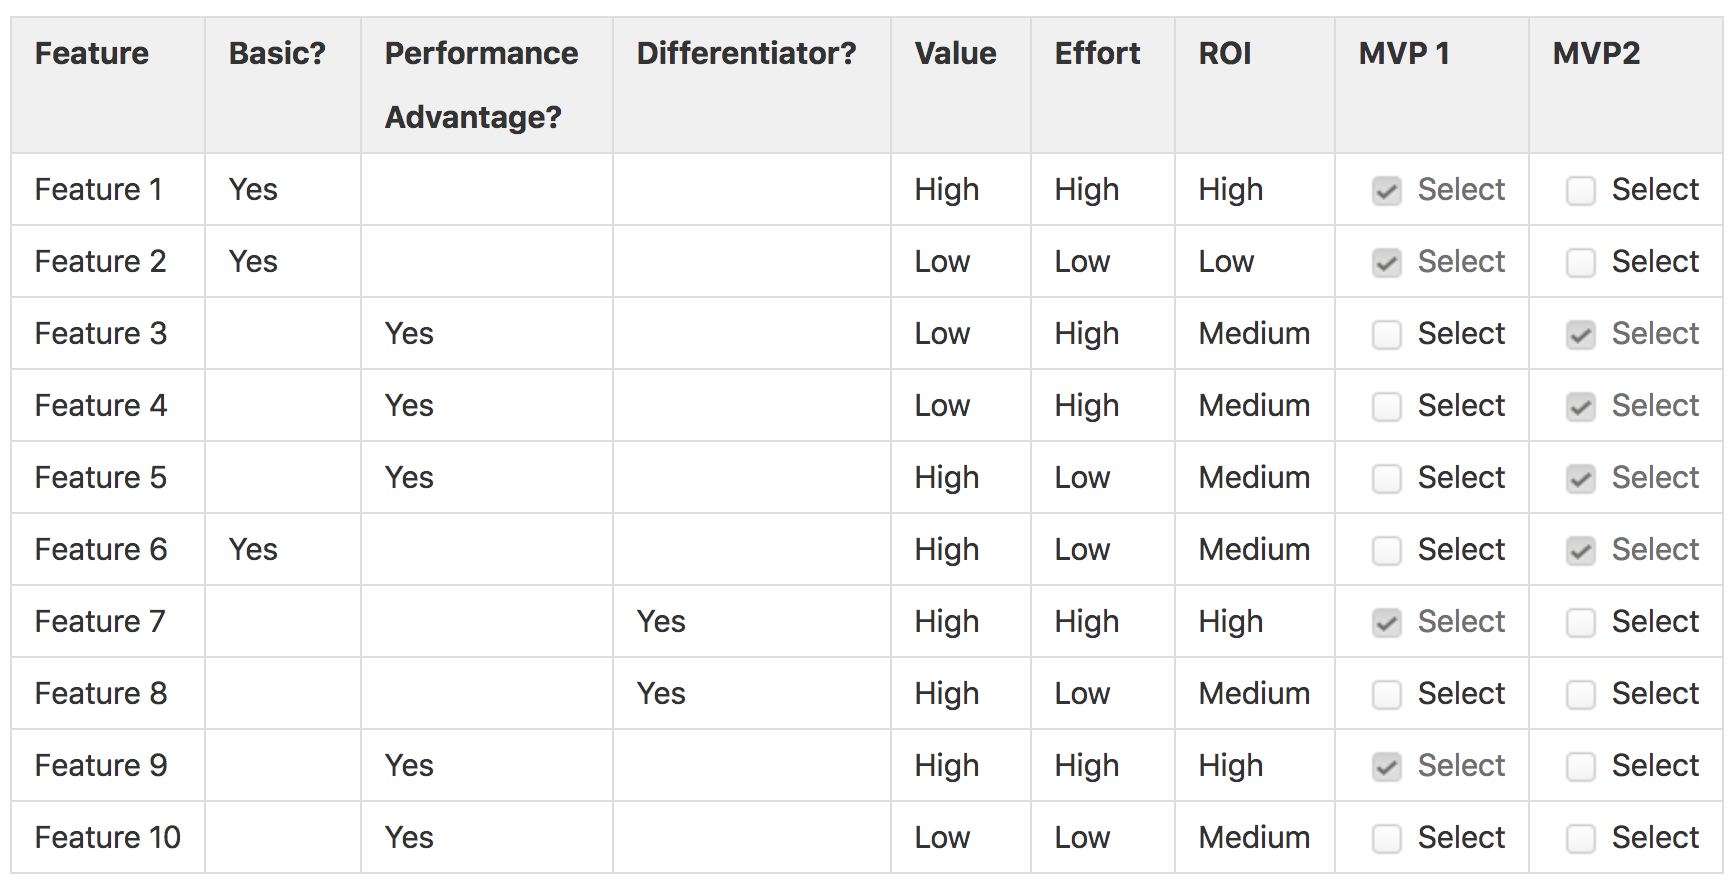 Feature Basic? Performance Advantage? Differentiator? Value Effort ROI MVP 1 MVP2
Feature 1 Yes High High High Select Select
Feature 2 Yes Low Low Low Select Select
Feature 3 Yes Low High Medium Select Select
Feature 4 Yes Low High Medium Select Select
Feature 5 Yes High Low Medium Select Select
Feature 6 Yes High Low Medium Select Select
Feature 7 Yes High High High Select Select
Feature 8 Yes High Low Medium Select Select
Feature 9 Yes High High High Select Select
Feature 10 Yes Low Low Medium Select Select